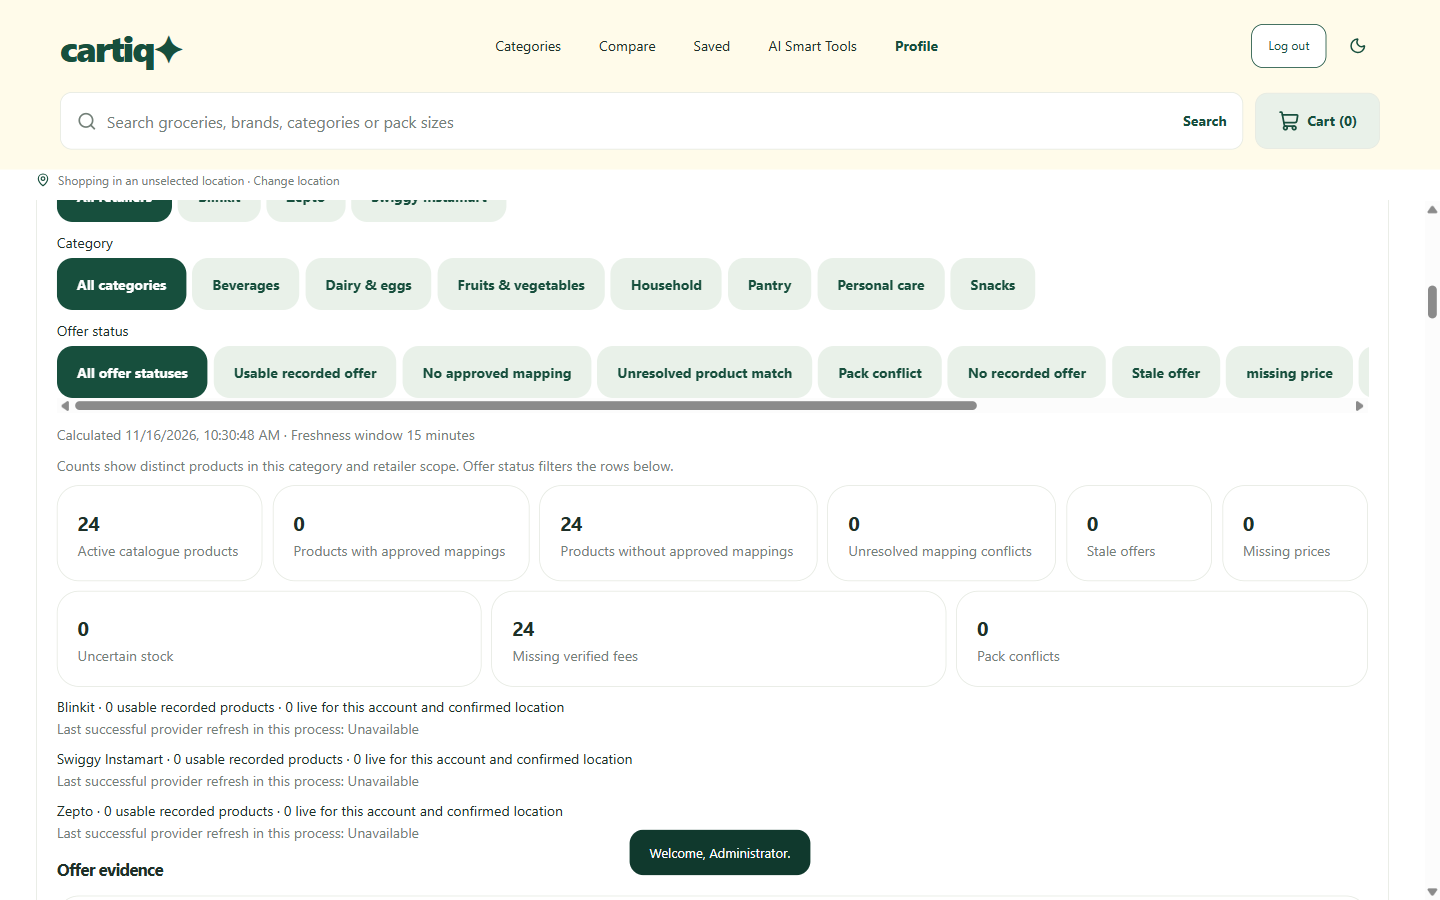 cartiq
Categories
Compare
Saved
AI Smart Tools
Profile
Log out
Search groceries, brands, categories or pack sizes
Search
Cart (0)
Shopping in an unselected location · Change location
All retailers
Blinkit
Zepto
Swiggy Instamart
Category
All categories
Beverages
Dairy & eggs
Fruits & vegetables
Household
Pantry
Personal care
Snacks
Offer status
All offer statuses
Usable recorded offer
No approved mapping
Unresolved product match
Pack conflict
No recorded offer
Stale offer
missing price
Calculated 11/16/2026, 10:30:48 AM · Freshness window 15 minutes
Counts show distinct products in this category and retailer scope. Offer status filters the rows below.
24
Active catalogue products
0
Products with approved mappings
24
Products without approved mappings
0
Unresolved mapping conflicts
0
Stale offers
0
Missing prices
0
Uncertain stock
24
Missing verified fees
0
Pack conflicts
Blinkit · 0 usable recorded products · 0 live for this account and confirmed location
Last successful provider refresh in this process: Unavailable
Swiggy Instamart · 0 usable recorded products · 0 live for this account and confirmed location
Last successful provider refresh in this process: Unavailable
Zepto · 0 usable recorded products · 0 live for this account and confirmed location
Last successful provider refresh in this process: Unavailable
Welcome, Administrator.
Offer evidence